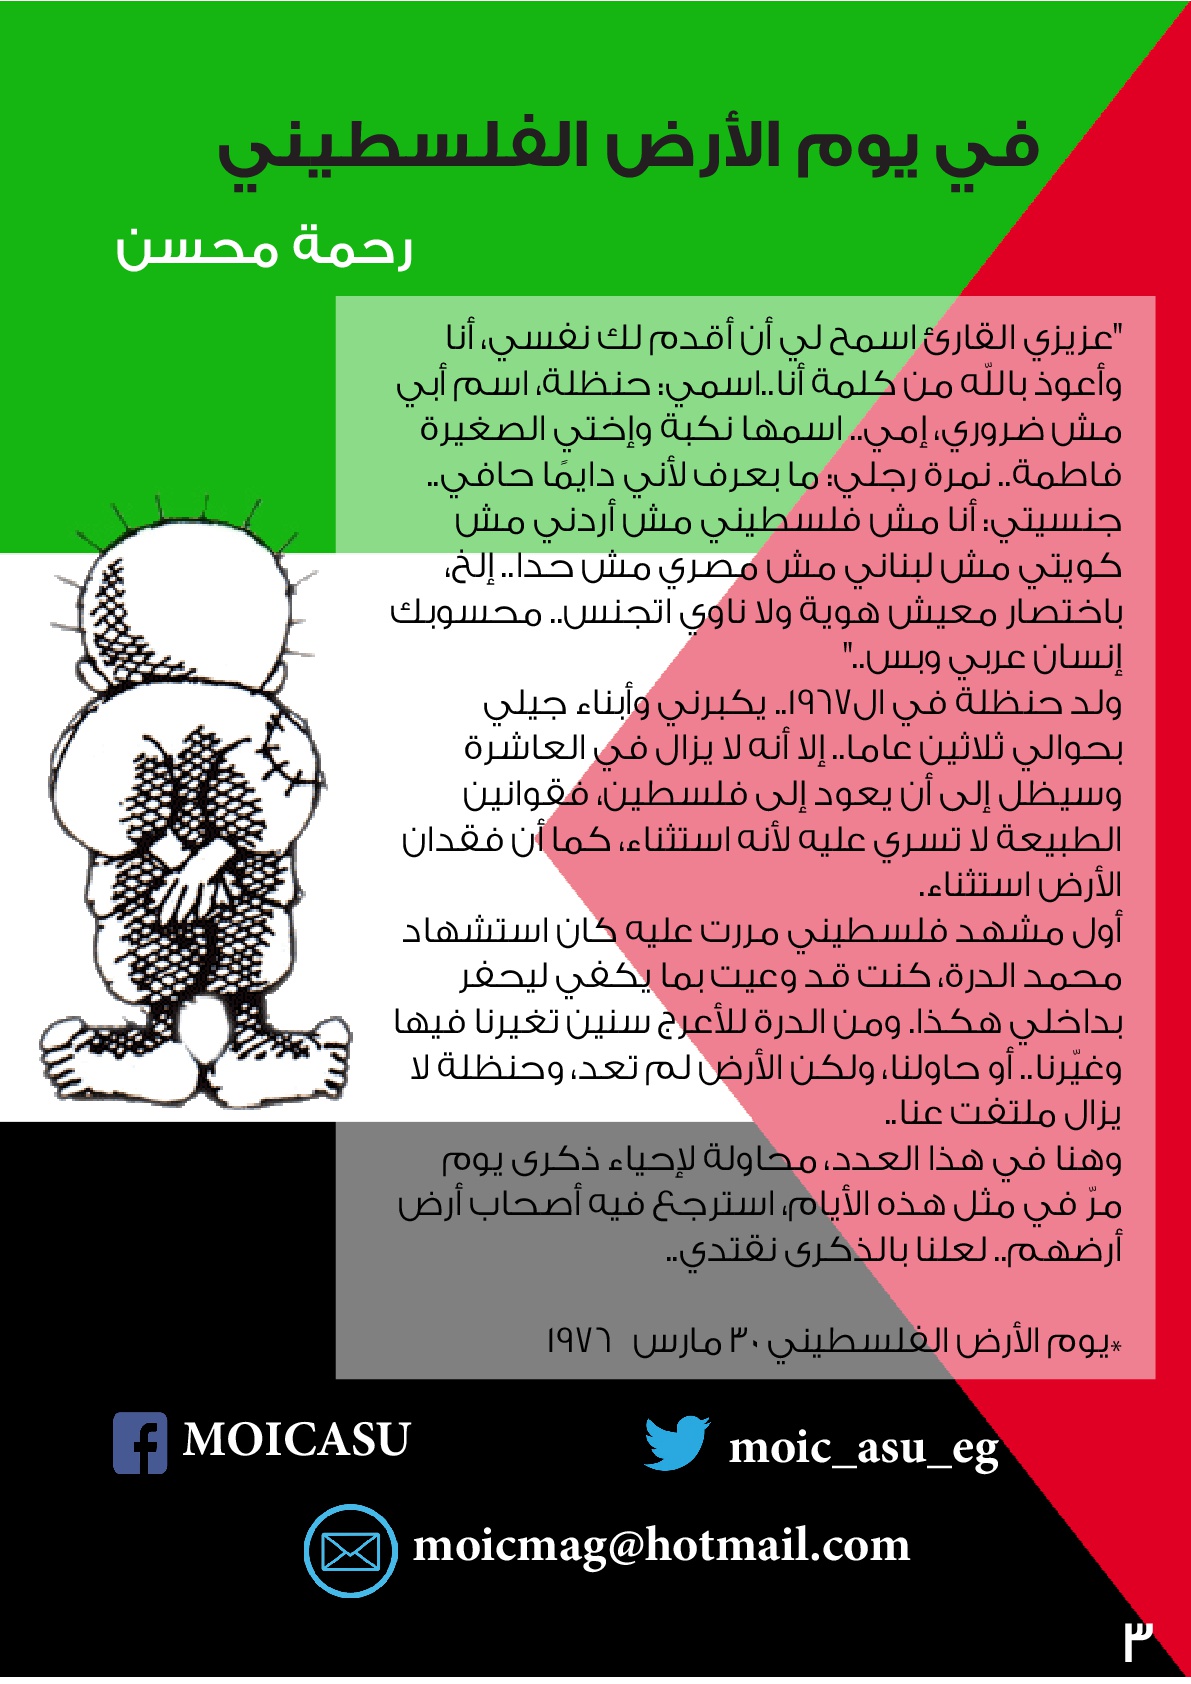 في يوم الأرض الفلسطيني
رحمة محسن
"عزيزي القارئ اسمح لي أن أقدم لك نفسي، أنا
وأعوذ بالله من كلمة أنا..اسمي: حنظلة، اسم أبي
مش ضروري، إمي.. اسمها نكبة وإختي الصغيرة
فاطمة.. نمرة رجلي: ما بعرف لأني دايمًا حافي..
جنسيتي: أنا مش فلسطيني مش أردني مش
كويتي مش لبناني مش مصري مش حدا.. إلخ،
باختصار معيش هوية ولا ناوي اتجنس.. محسوبك
إنسان عربي وبس.."
ولد حنظلة في ال١٩٦٧.. يكبرني وأبناء جيلي
بحوالي ثلاثين عاما.. إلا أنه لا يزال في العاشرة
وسيظل إلى أن يعود إلى فلسطين، فقوانين
الطبيعة لا تسري عليه لأنه استثناء، كما أن فقدان
الأرض استثناء.
أول مشهد فلسطيني مررت عليه كان استشهاد
محمد الدرة، كنت قد وعيت بما يكفي ليحفر
بداخلي هكذا. ومن الدرة للأعرج سنين تغيرنا فيها
وغيّرنا.. أو حاولنا، ولكن الأرض لم تعد، وحنظلة لا
يزال ملتفت عنا..
وهنا في هذا العدد، محاولة لإحياء ذكرى يوم
مرّ في مثل هذه الأيام، استرجع فيه أصحاب أرض
أرضهم.. لعلنا بالذكرى نقتدي..
*يوم الأرض الفلسطيني ٣٠ مارس ١٩٧٦
MOICASU
moic_asu_eg
moicmag@hotmail.com
٣